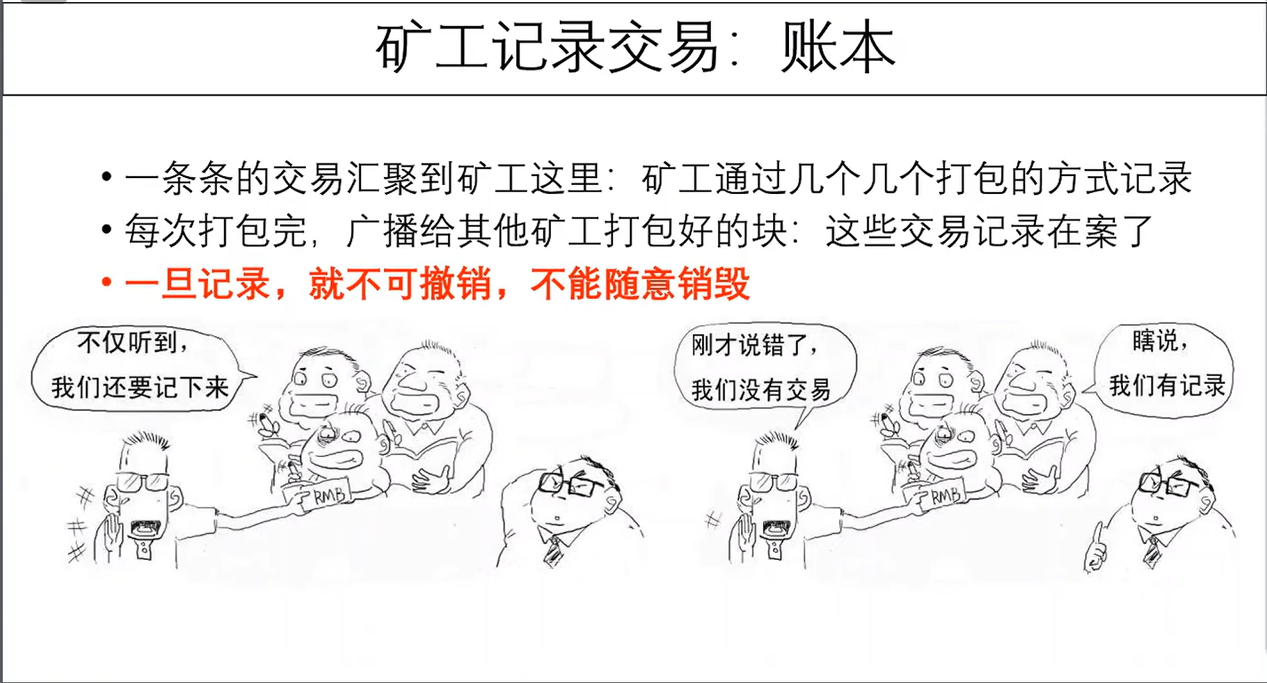 矿工记录交易：账本
• 一条条的交易汇聚到矿工这里：矿工通过几个几个打包的方式记录
• 每次打包完，广播给其他矿工打包好的块：这些交易记录在案了
• 一旦记录，就不可撤销，不能随意销毁
不仅听到，
我们还要记下来
RMB
刚才说错了，
我们没有交易
瞎说，
我们有记录
RMB